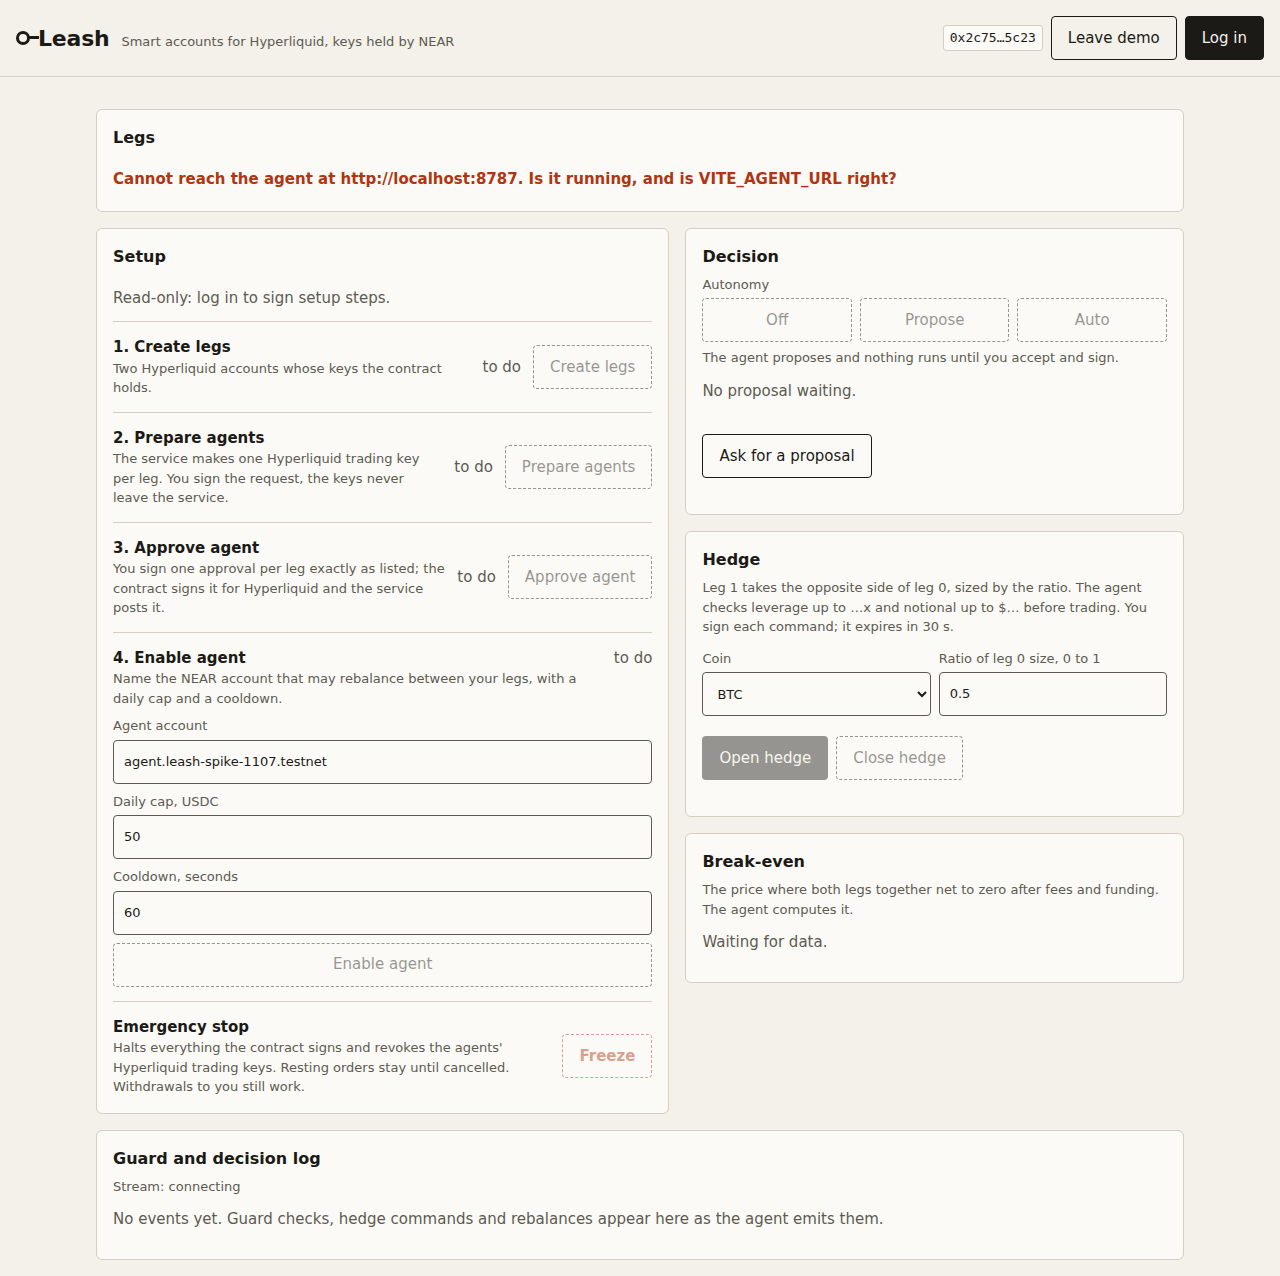 Leash
Smart accounts for Hyperliquid, keys held by NEAR
0x2c75…5c23
Leave demo
Log in
Legs
Cannot reach the agent at http://localhost:8787. Is it running, and is VITE_AGENT_URL right?
Setup
Read-only: log in to sign setup steps.
1. Create legs
Two Hyperliquid accounts whose keys the contract
holds.
to do
Create legs
2. Prepare agents
The service makes one Hyperliquid trading key
per leg. You sign the request, the keys never
leave the service.
to do
Prepare agents
3. Approve agent
You sign one approval per leg exactly as listed; the
contract signs it for Hyperliquid and the service
posts it.
to do
Approve agent
4. Enable agent
to do
Name the NEAR account that may rebalance between your legs, with a
daily cap and a cooldown.
Agent account
agent.leash-spike-1107.testnet
Daily cap, USDC
50
Cooldown, seconds
60
Enable agent
Emergency stop
Halts everything the contract signs and revokes the agents'
Hyperliquid trading keys. Resting orders stay until cancelled.
Withdrawals to you still work.
Freeze
Decision
Autonomy
Off
Propose
Auto
The agent proposes and nothing runs until you accept and sign.
No proposal waiting.
Ask for a proposal
Hedge
Leg 1 takes the opposite side of leg 0, sized by the ratio. The agent
checks leverage up to …x and notional up to $… before trading. You
sign each command; it expires in 30 s.
Coin
Ratio of leg 0 size, 0 to 1
BTC
0.5
Open hedge
Close hedge
Break-even
The price where both legs together net to zero after fees and funding.
The agent computes it.
Waiting for data.
Guard and decision log
Stream: connecting
No events yet. Guard checks, hedge commands and rebalances appear here as the agent emits them.